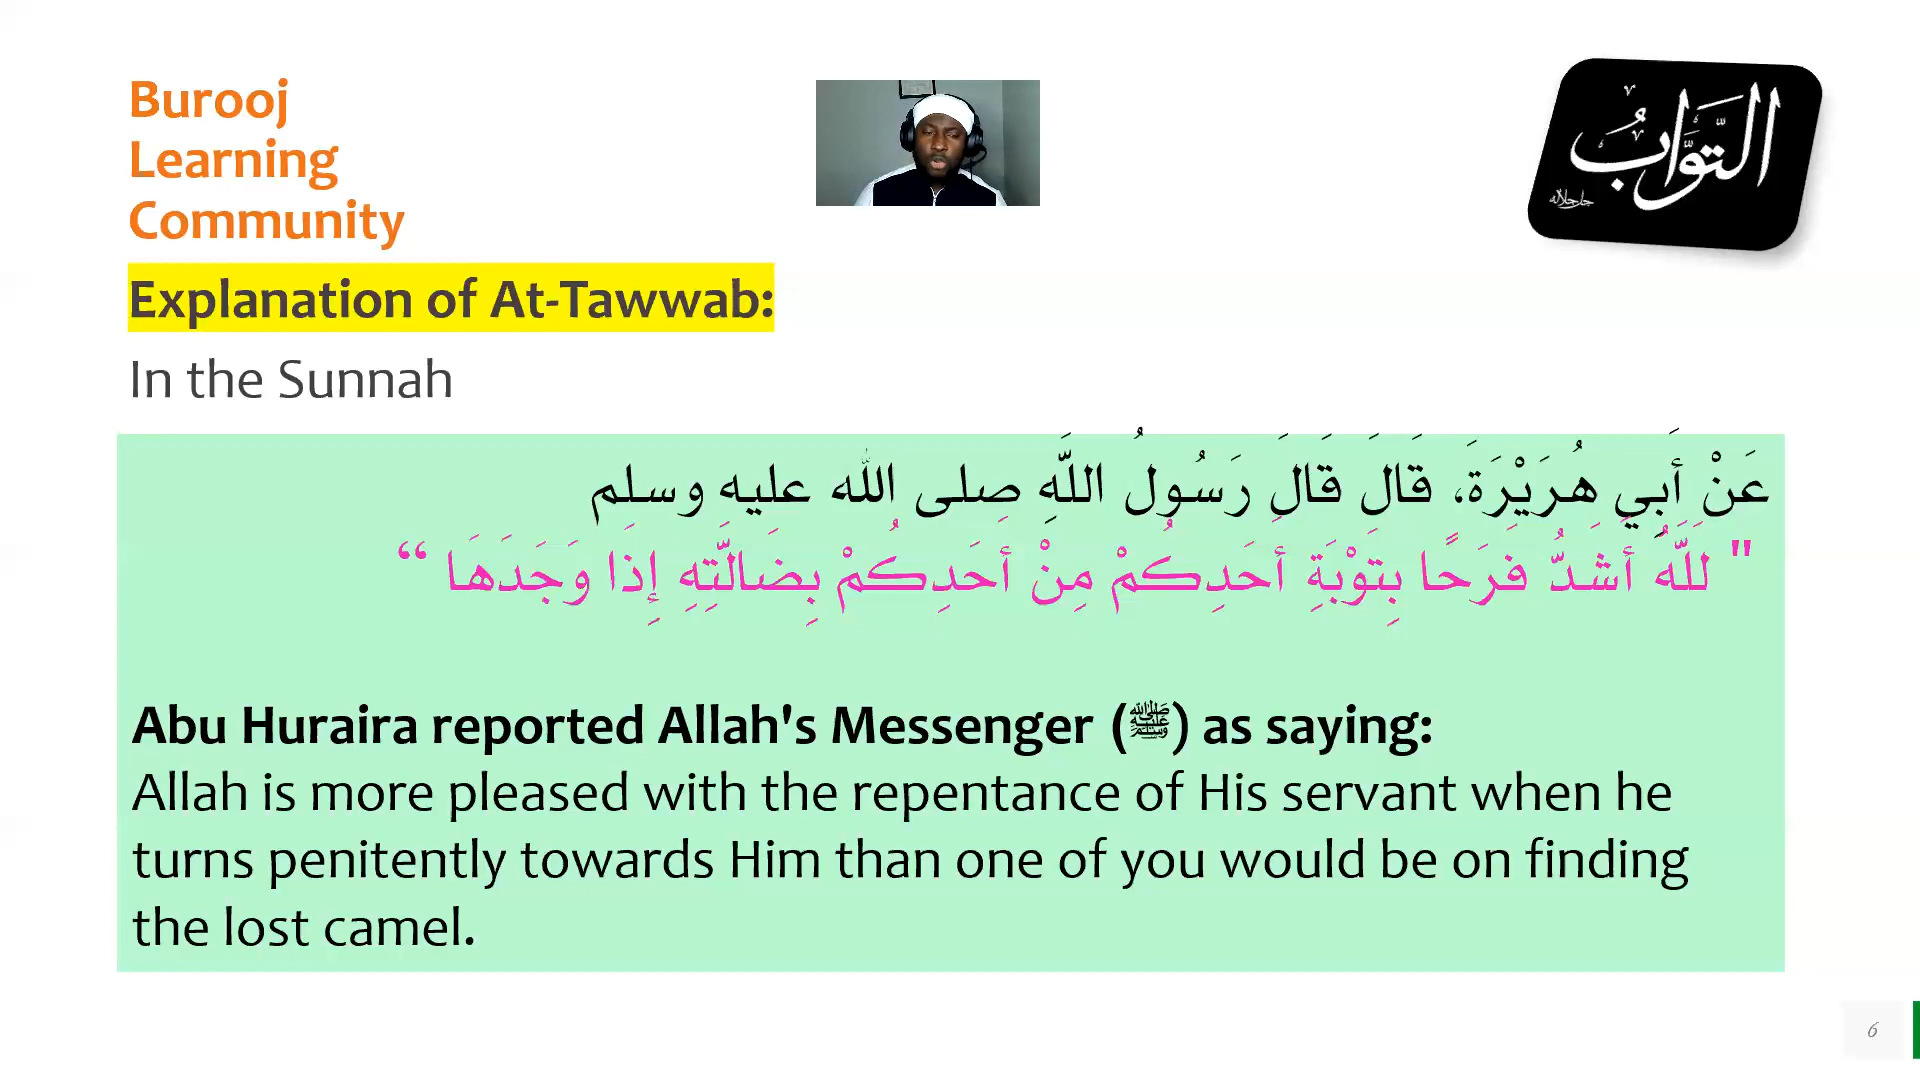 Burooj
Learning
Community
التَّوَّابُ
جل جلاله
Explanation of At-Tawwab:
In the Sunnah
عَنْ أَبِي هُرَيْرَةَ، قَالَ قَالَ رَسُولُ اللَّهِ صلى الله عليه وسلم
" لَلَّهُ أَشَدُّ فَرَحًا بِتَوْبَةِ أَحَدِكُمْ مِنْ أَحَدِكُمْ بِضَالَّتِهِ إِذَا وَجَدَهَا “
Abu Huraira reported Allah's Messenger (ﷺ) as saying:
Allah is more pleased with the repentance of His servant when he
turns penitently towards Him than one of you would be on finding
the lost camel.
6